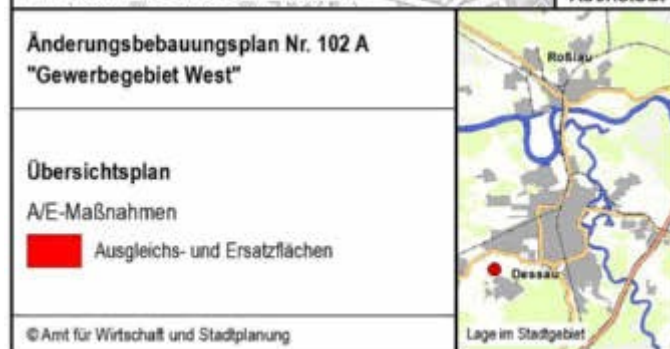 Änderungsbebauungsplan Nr. 102 A
"Gewerbegebiet West"
Übersichtsplan
A/E-Maßnahmen
Ausgleichs- und Ersatzflächen
© Amt für Wirtschaft und Stadtplanung
Roßlau
Dessau
Lage im Stadtgebiet